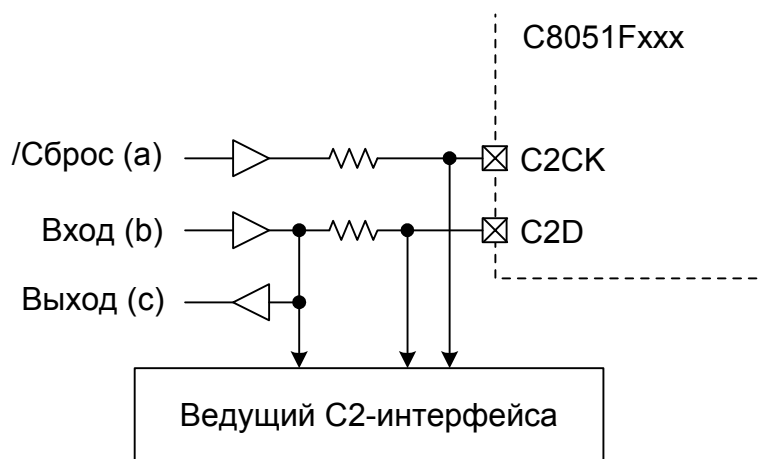 C8051Fxxx
/Сброс (a)
C2CK
Вход (b)
C2D
Выход (c)
Ведущий C2-интерфейса